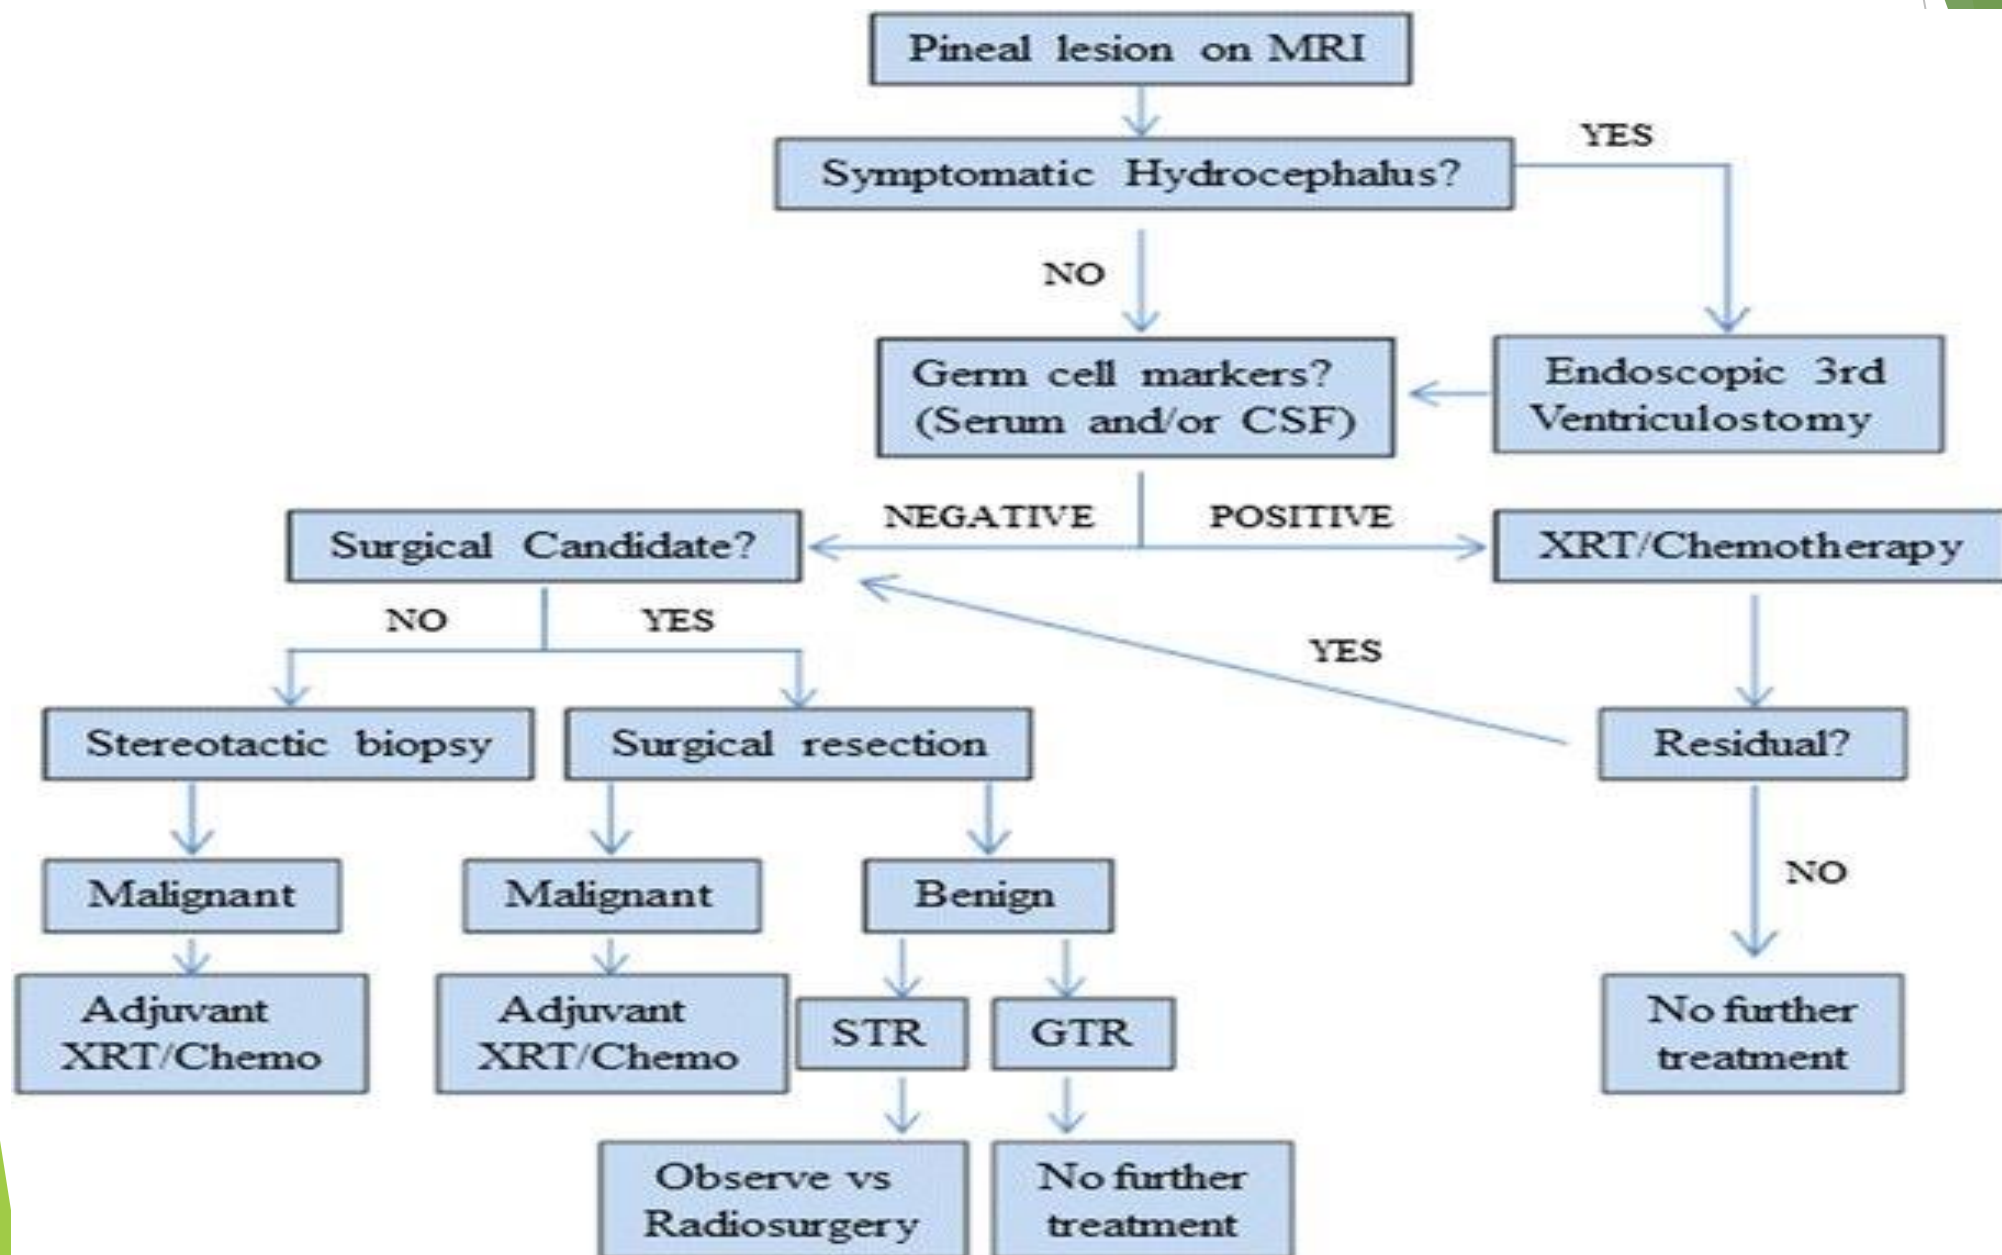 Pineal lesion on MRI
YES
Symptomatic Hydrocephalus?
NO
Germ cell markers?
(Serum and/or CSF)
Endoscopic 3rd
Ventriculostomy
NEGATIVE
POSITIVE
Surgical Candidate?
XRT/Chemotherapy
NO
YES
YES
Stereotactic biopsy
Surgical resection
Residual?
Malignant
Malignant
Benign
NO
Adjuvant
XRT/Chemo
Adjuvant
XRT/Chemo
STR
GTR
No further
treatment
Observe vs
Radiosurgery
No further
treatment